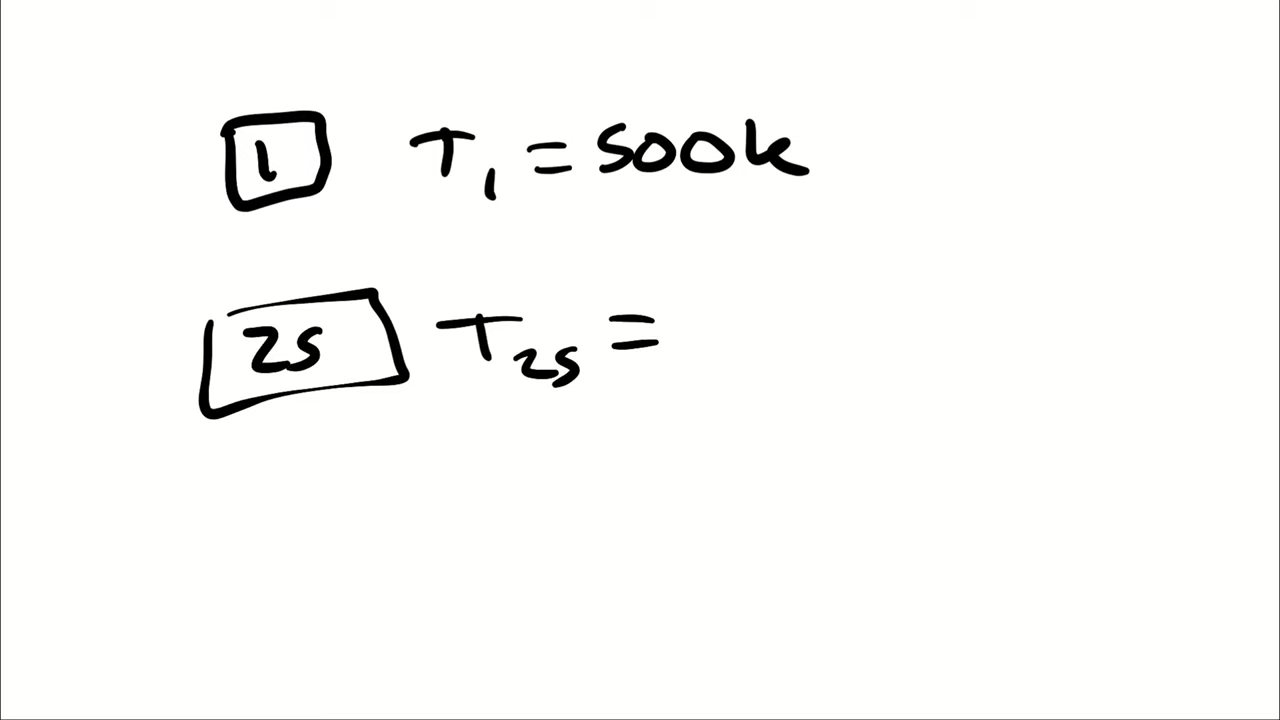 1 T₁ = 500k
2s T₂s =